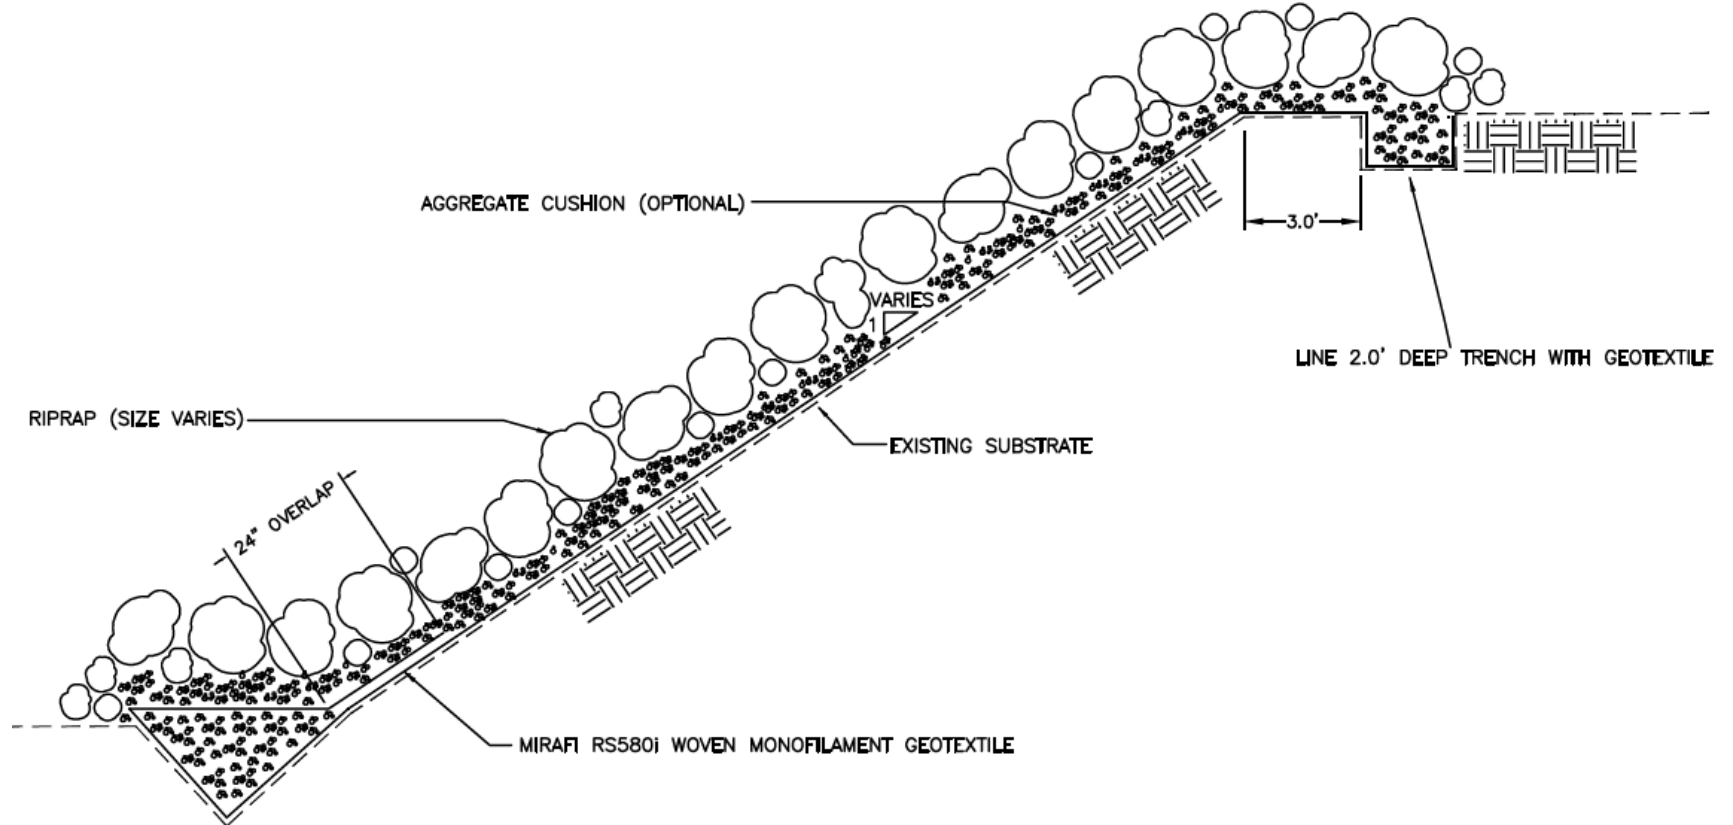 AGGREGATE CUSHION (OPTIONAL)
3.0'
VARIES
1
LINE 2.0' DEEP TRENCH WITH GEOTEXTILE
RIPRAP (SIZE VARIES)
EXISTING SUBSTRATE
24" OVERLAP
MIRAFI RS580i WOVEN MONOFILAMENT GEOTEXTILE